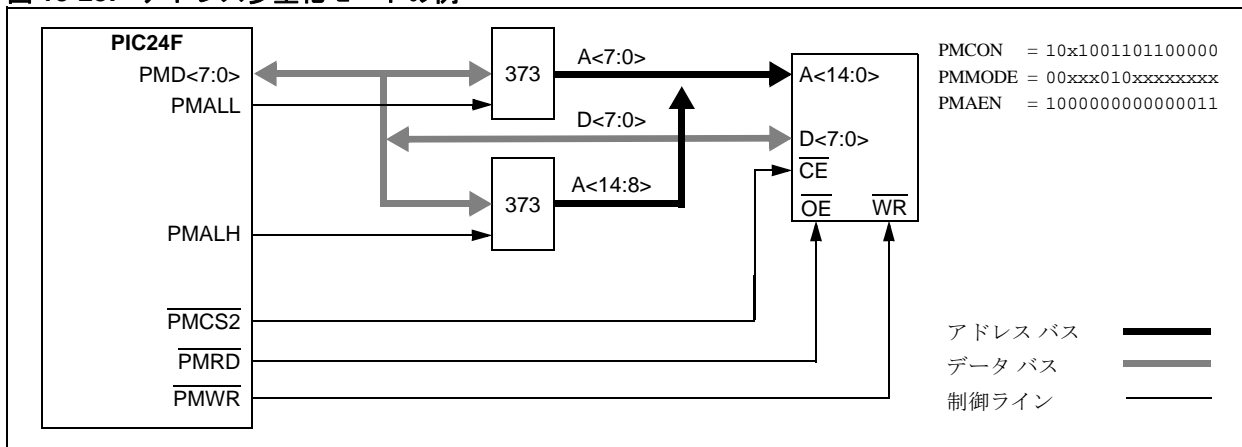 PIC24F
PMD<7:0>
PMALL
PMALH
PMCS2
PMRD
PMWR
373
A<7:0>
D<7:0>
373
A<14:8>
A<14:0>
D<7:0>
CE
OE WR
PMCON = 10x1001101100000
PMMODE = 00xxx010xxxxxxxx
PMAEN = 1000000000000011
アドレス バス
データ バス
制御ライン